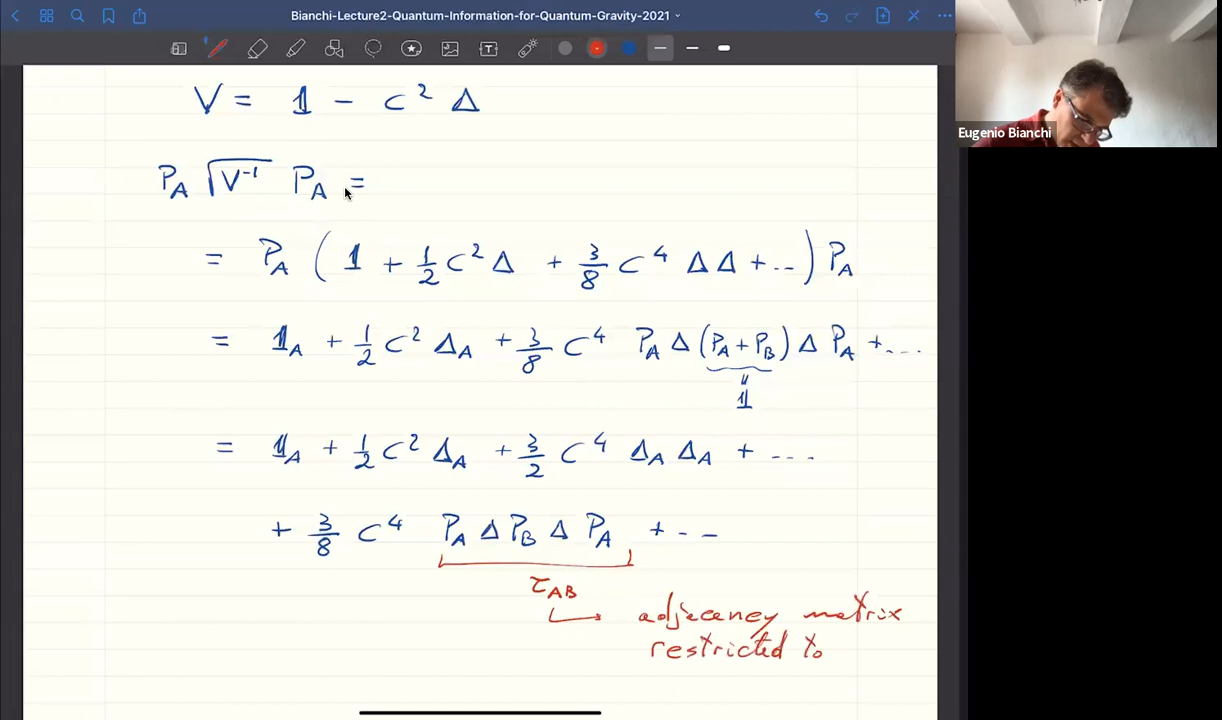 Bianchi-Lecture2-Quantum-Information-for-Quantum-Gravity-2021
Eugenio Bianchi
V = 𝟙 - c² Δ
P_A √V⁻¹ P_A =
= P_A ( 𝟙 + 1/2 c² Δ + 3/8 c⁴ Δ Δ + .. ) P_A
= 𝟙_A + 1/2 c² Δ_A + 3/8 c⁴ P_A Δ (P_A + P_B) Δ P_A + ....
𝟙
= 𝟙_A + 1/2 c² Δ_A + 3/2 c⁴ Δ_A Δ_A + ....
+ 3/8 c⁴ P_A Δ P_B Δ P_A + ..
τ_AB
adjacency matrix
restricted to